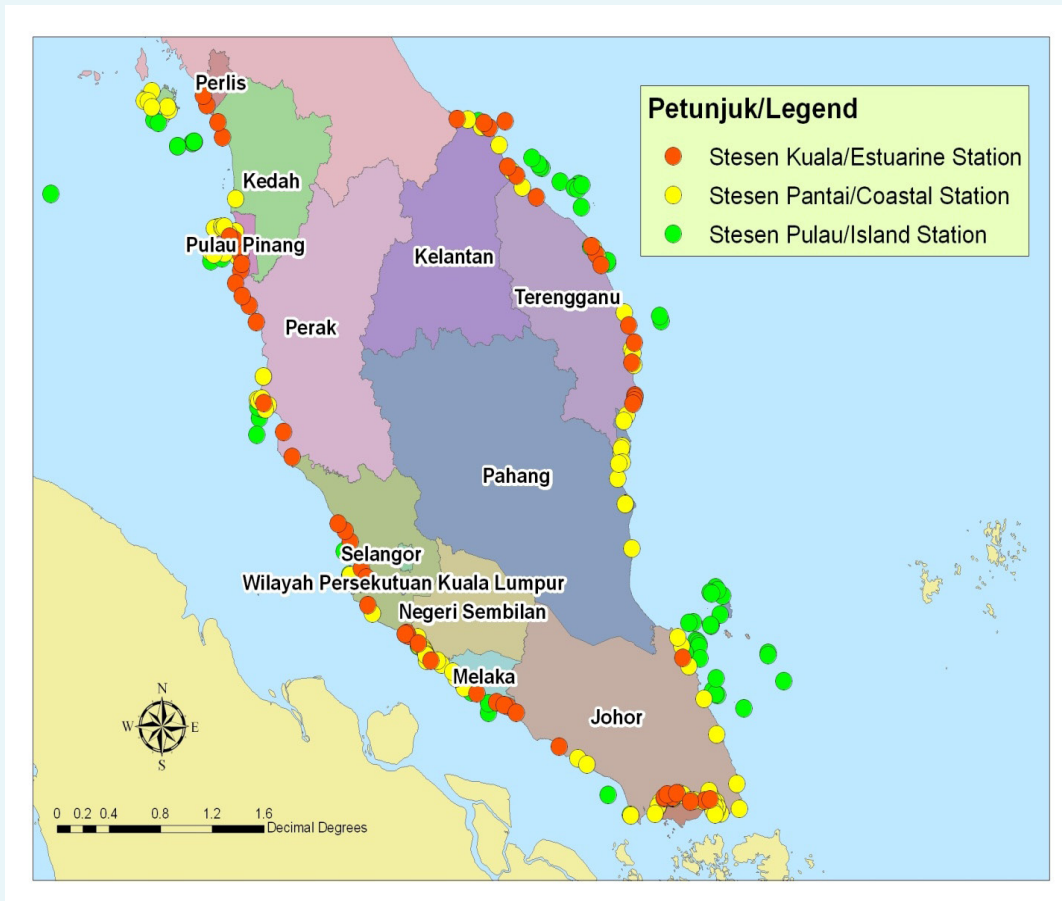 Petunjuk/Legend
Stesen Kuala/Estuarine Station
Stesen Pantai/Coastal Station
Stesen Pulau/Island Station
Perlis
Kedah
Pulau Pinang
Kelantan
Terengganu
Perak
Pahang
Selangor
Wilayah Persekutuan Kuala Lumpur
Negeri Sembilan
Melaka
Johor
N
W E
S
0 0.2 0.4 0.8 1.2 1.6
Decimal Degrees